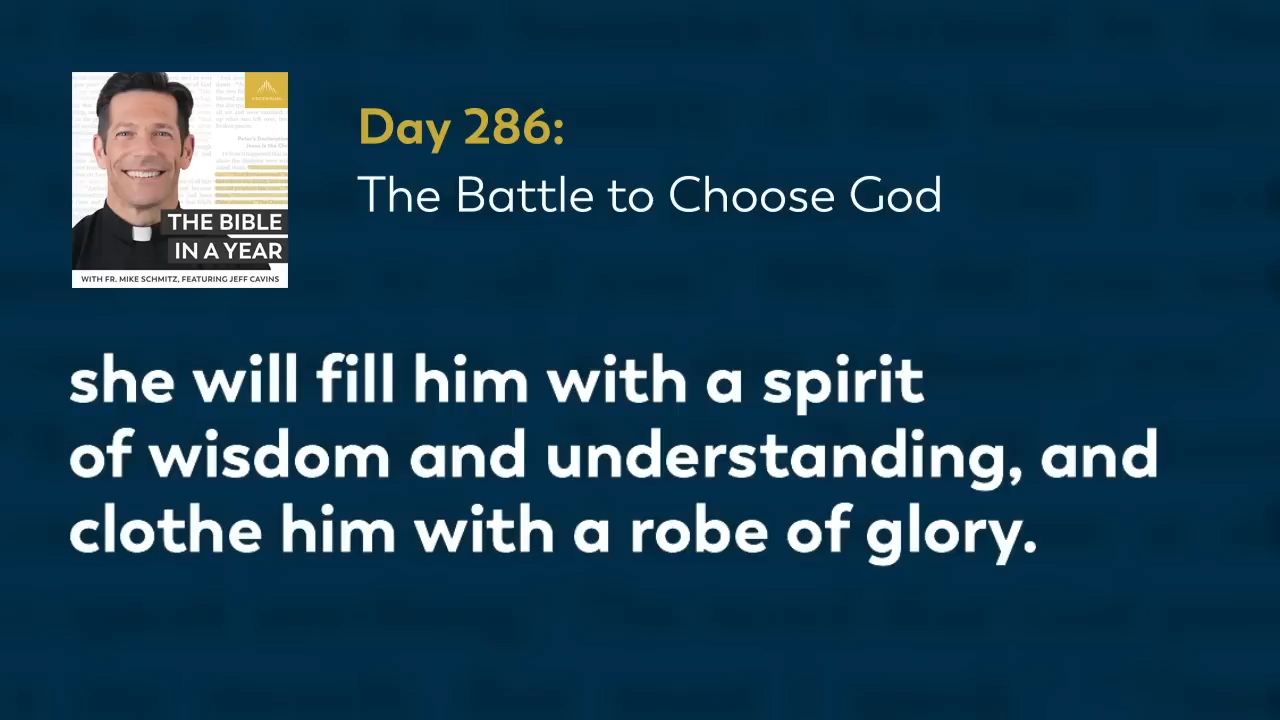 Day 286:
The Battle to Choose God
THE BIBLE
IN A YEAR
WITH FR. MIKE SCHMITZ, FEATURING JEFF CAVINS
she will fill him with a spirit
of wisdom and understanding, and
clothe him with a robe of glory.